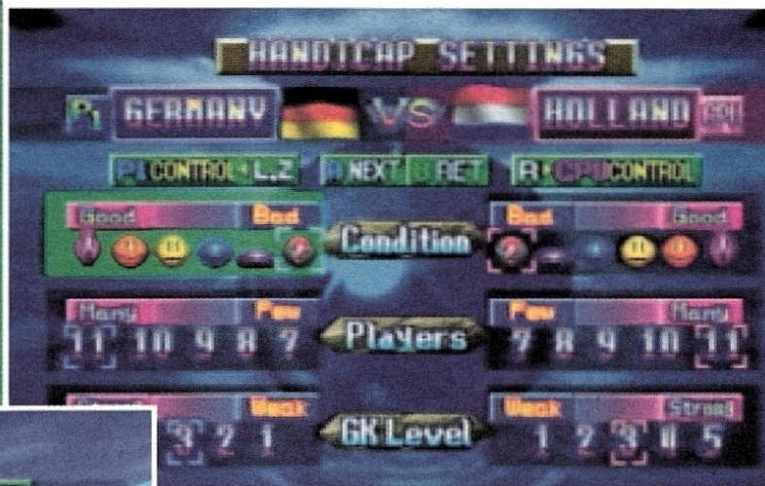 HANDICAP SETTINGS
P1 GERMANY VS HOLLAND CPU
P1 CONTROL L,Z NEXT RET R CPU CONTROL
Good Bad Condition Bad Good
Many Few Players Few Many
11 10 9 8 7 7 8 9 10 11
Weak GK Level Weak Strong
3 2 1 1 2 3 4 5